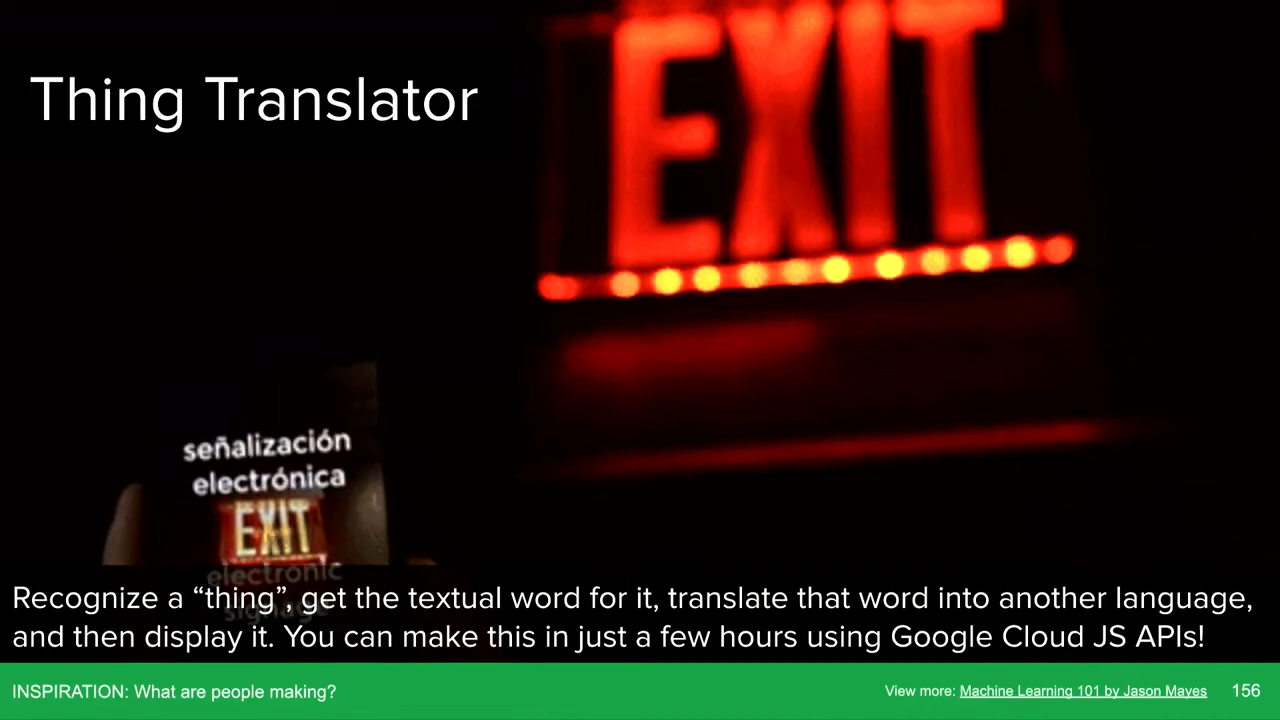 Thing Translator
EXIT
señalización
electrónica
EXIT
electronic
signage
Recognize a “thing”, get the textual word for it, translate that word into another language,
and then display it. You can make this in just a few hours using Google Cloud JS APIs!
INSPIRATION: What are people making?
View more: Machine Learning 101 by Jason Mayes
156